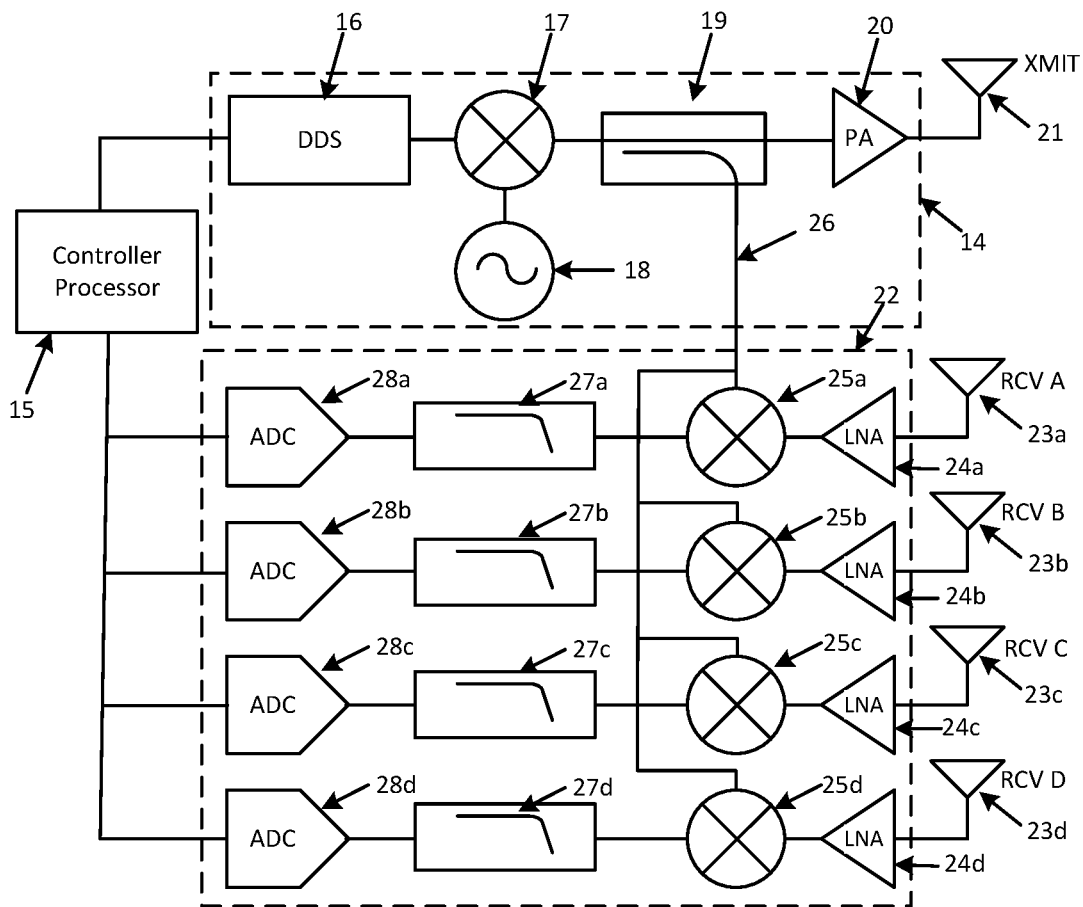 16
17
19
20
XMIT
DDS
PA
21
Controller
Processor
26
14
18
22
15
28a
27a
25a
RCV A
ADC
LNA
23a
24a
28b
27b
25b
RCV B
ADC
LNA
23b
24b
28c
27c
25c
RCV C
ADC
LNA
23c
24c
28d
27d
25d
RCV D
ADC
LNA
23d
24d